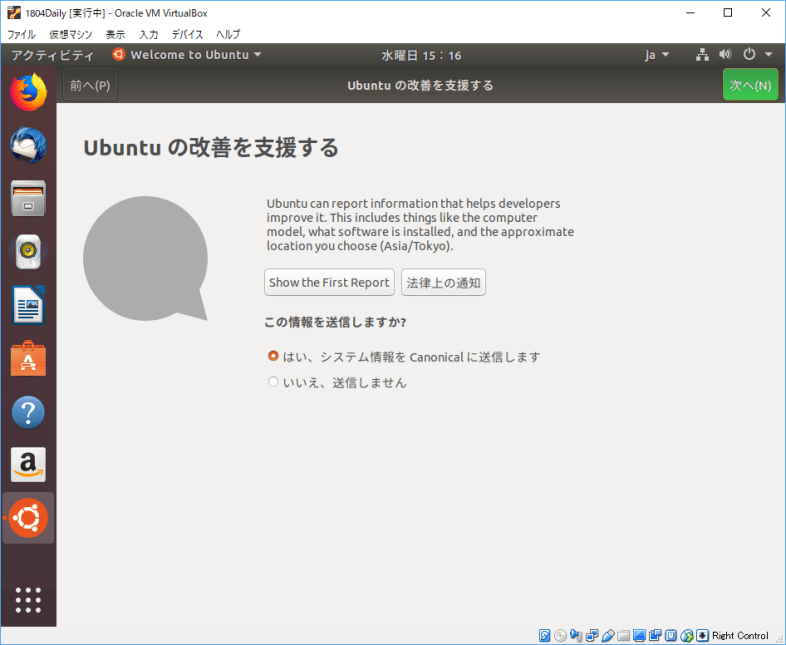 1804Daily [実行中] - Oracle VM VirtualBox
ファイル 仮想マシン 表示 入力 デバイス ヘルプ
アクティビティ Welcome to Ubuntu 水曜日 15：16 ja
前へ(P) Ubuntu の改善を支援する 次へ(N)
Ubuntu の改善を支援する
Ubuntu can report information that helps developers
improve it. This includes things like the computer
model, what software is installed, and the approximate
location you choose (Asia/Tokyo).
Show the First Report 法律上の通知
この情報を送信しますか?
はい、システム情報を Canonical に送信します
いいえ、送信しません
Right Control